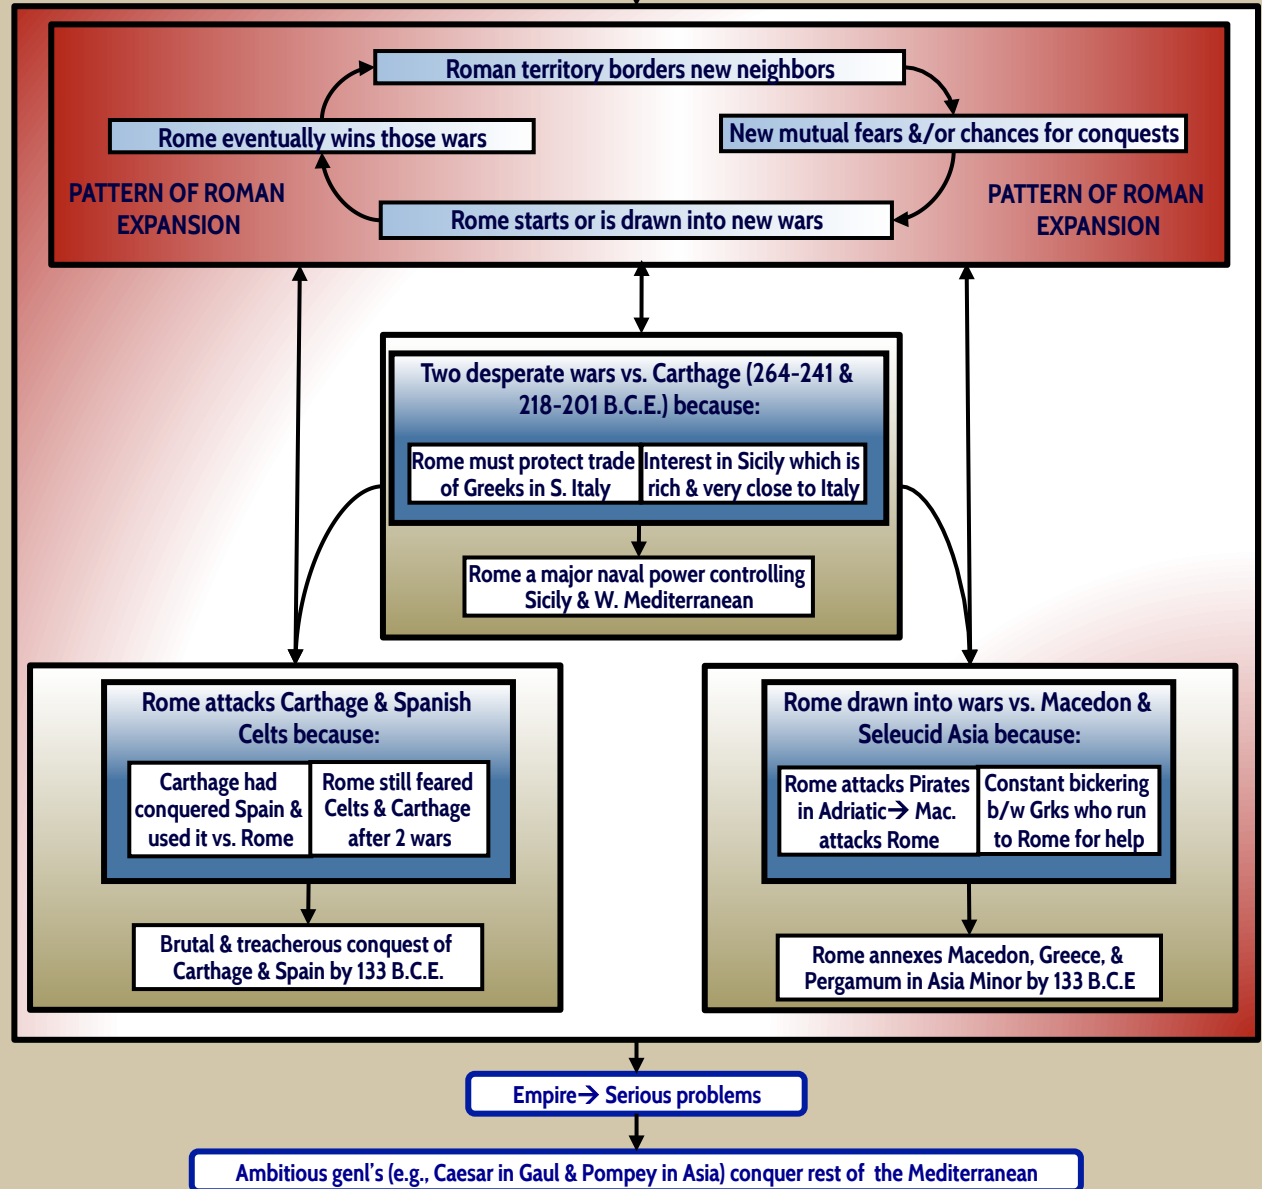 Roman territory borders new neighbors
Rome eventually wins those wars
New mutual fears &/or chances for conquests
PATTERN OF ROMAN
EXPANSION
PATTERN OF ROMAN
EXPANSION
Rome starts or is drawn into new wars
Two desperate wars vs. Carthage (264-241 &
218-201 B.C.E.) because:
Rome must protect trade
of Greeks in S. Italy
Interest in Sicily which is
rich & very close to Italy
Rome a major naval power controlling
Sicily & W. Mediterranean
Rome attacks Carthage & Spanish
Celts because:
Carthage had
conquered Spain &
used it vs. Rome
Rome still feared
Celts & Carthage
after 2 wars
Brutal & treacherous conquest of
Carthage & Spain by 133 B.C.E.
Rome drawn into wars vs. Macedon &
Seleucid Asia because:
Rome attacks Pirates
in Adriatic→ Mac.
attacks Rome
Constant bickering
b/w Grks who run
to Rome for help
Rome annexes Macedon, Greece, &
Pergamum in Asia Minor by 133 B.C.E
Empire→ Serious problems
Ambitious genl's (e.g., Caesar in Gaul & Pompey in Asia) conquer rest of the Mediterranean